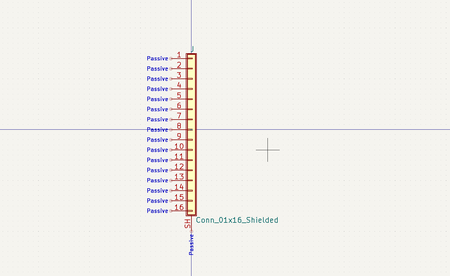 J
Passive 1
Passive 2
Passive 3
Passive 4
Passive 5
Passive 6
Passive 7
Passive 8
Passive 9
Passive 10
Passive 11
Passive 12
Passive 13
Passive 14
Passive 15
Passive 16
Conn_01x16_Shielded
SH
Passive